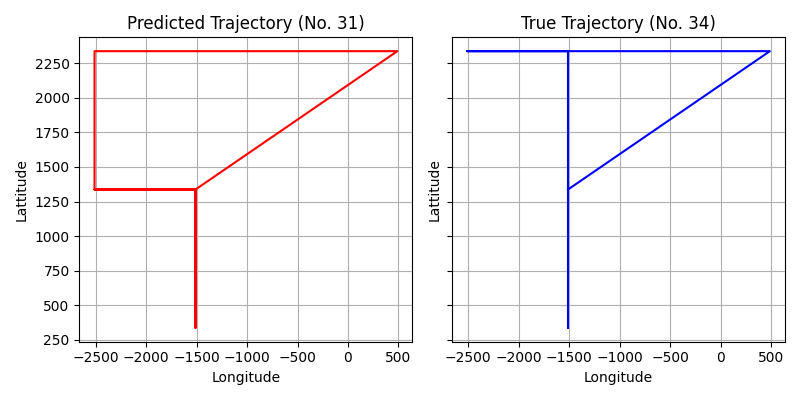 Predicted Trajectory (No. 31)
True Trajectory (No. 34)
2250
2000
1750
1500
1250
1000
750
500
250
Lattitude
Lattitude
−2500 −2000 −1500 −1000 −500 0 500
−2500 −2000 −1500 −1000 −500 0 500
Longitude
Longitude